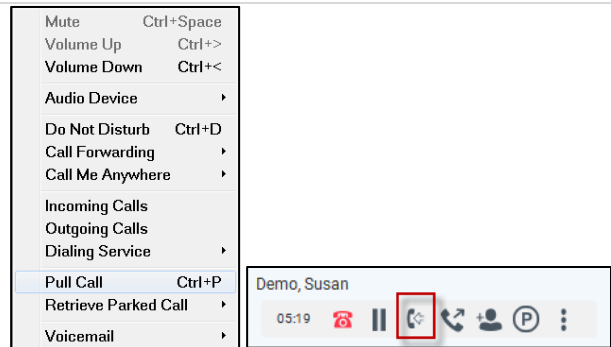 Mute Ctrl+Space
Volume Up Ctrl+>
Volume Down Ctrl+<
Audio Device
Do Not Disturb Ctrl+D
Call Forwarding
Call Me Anywhere
Incoming Calls
Outgoing Calls
Dialing Service
Pull Call Ctrl+P
Retrieve Parked Call
Voicemail
Demo, Susan
05:19 P